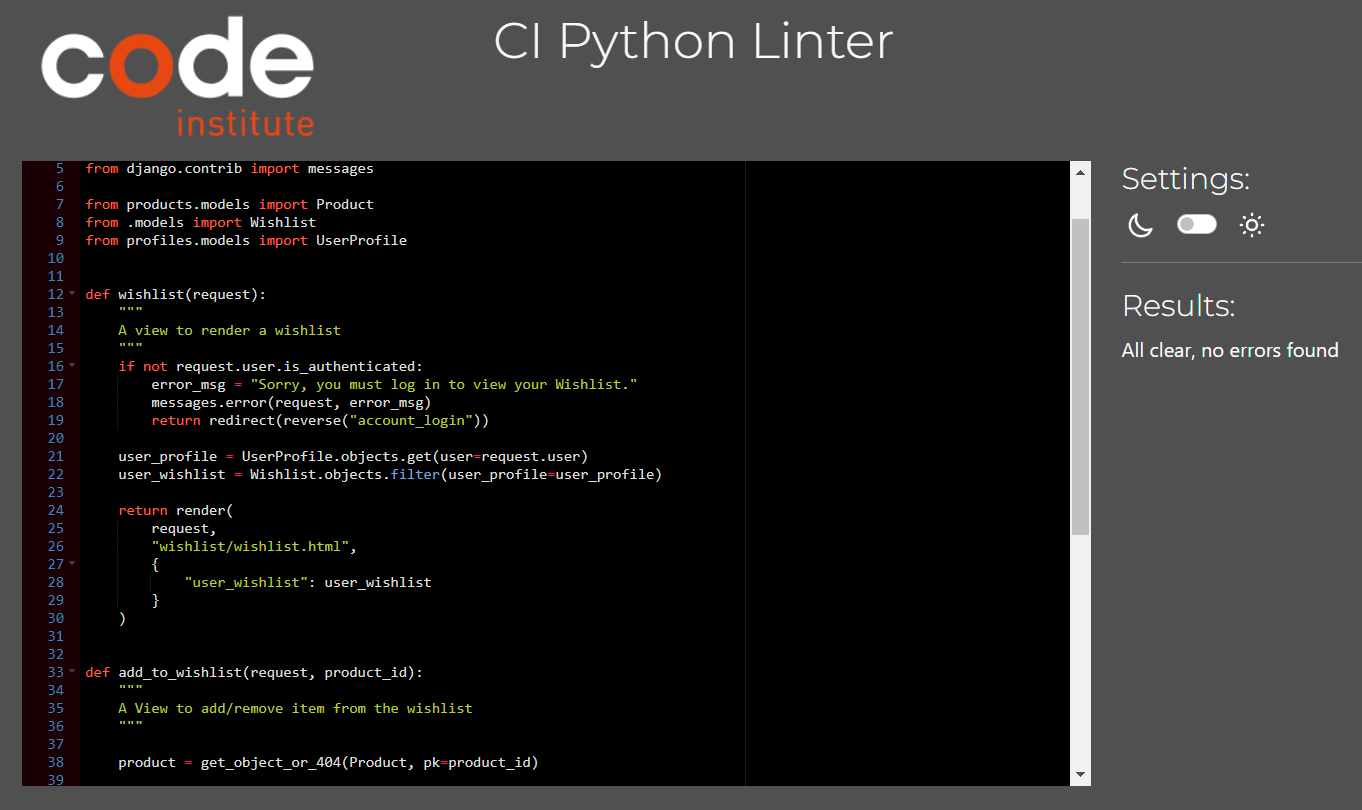 code
institute
CI Python Linter
5 from django.contrib import messages
6
7 from products.models import Product
8 from .models import Wishlist
9 from profiles.models import UserProfile
10
11
12 def wishlist(request):
13     """
14     A view to render a wishlist
15     """
16     if not request.user.is_authenticated:
17         error_msg = "Sorry, you must log in to view your Wishlist."
18         messages.error(request, error_msg)
19         return redirect(reverse("account_login"))
20
21     user_profile = UserProfile.objects.get(user=request.user)
22     user_wishlist = Wishlist.objects.filter(user_profile=user_profile)
23
24     return render(
25         request,
26         "wishlist/wishlist.html",
27         {
28             "user_wishlist": user_wishlist
29         }
30     )
31
32
33 def add_to_wishlist(request, product_id):
34     """
35     A View to add/remove item from the wishlist
36     """
37
38     product = get_object_or_404(Product, pk=product_id)
39
Settings:
Results:
All clear, no errors found